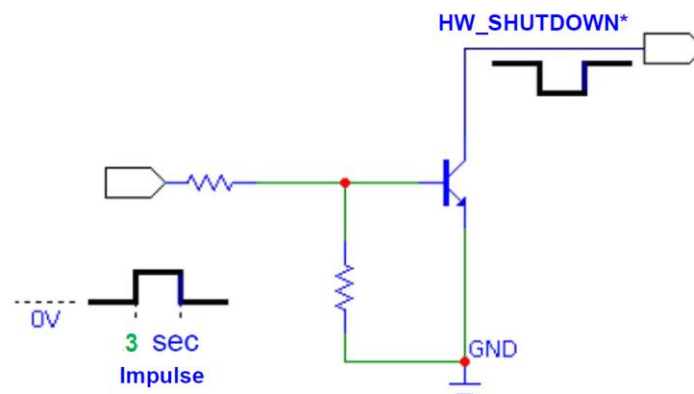 HW_SHUTDOWN*
0V
3 sec
Impulse
GND